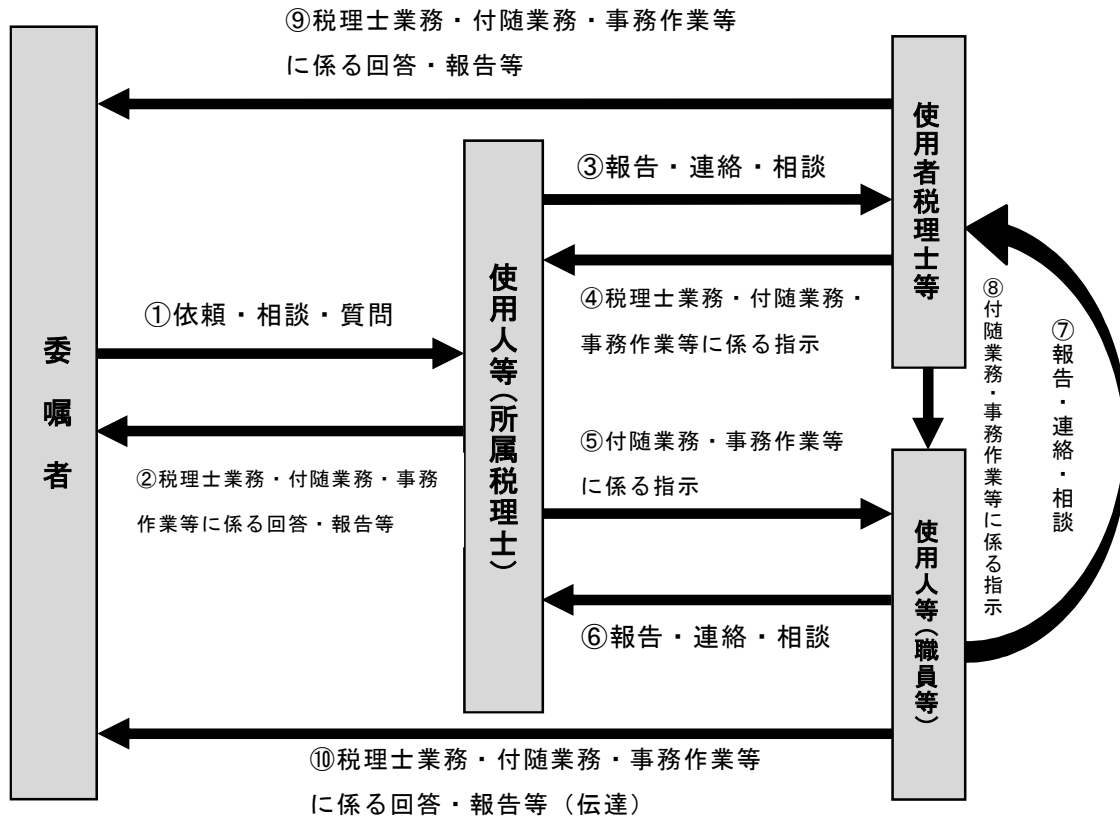 ⑨税理士業務・付随業務・事務作業等
に係る回答・報告等
委嘱者
①依頼・相談・質問
②税理士業務・付随業務・事務
作業等に係る回答・報告等
使用人等(所属税理士)
③報告・連絡・相談
④税理士業務・付随業務・
事務作業等に係る指示
⑤付随業務・事務作業等
に係る指示
⑥報告・連絡・相談
使用者税理士等
使用人等(職員等)
⑦報告・連絡・相談
⑧付随業務・事務作業等に係る指示
⑩税理士業務・付随業務・事務作業等
に係る回答・報告等（伝達）